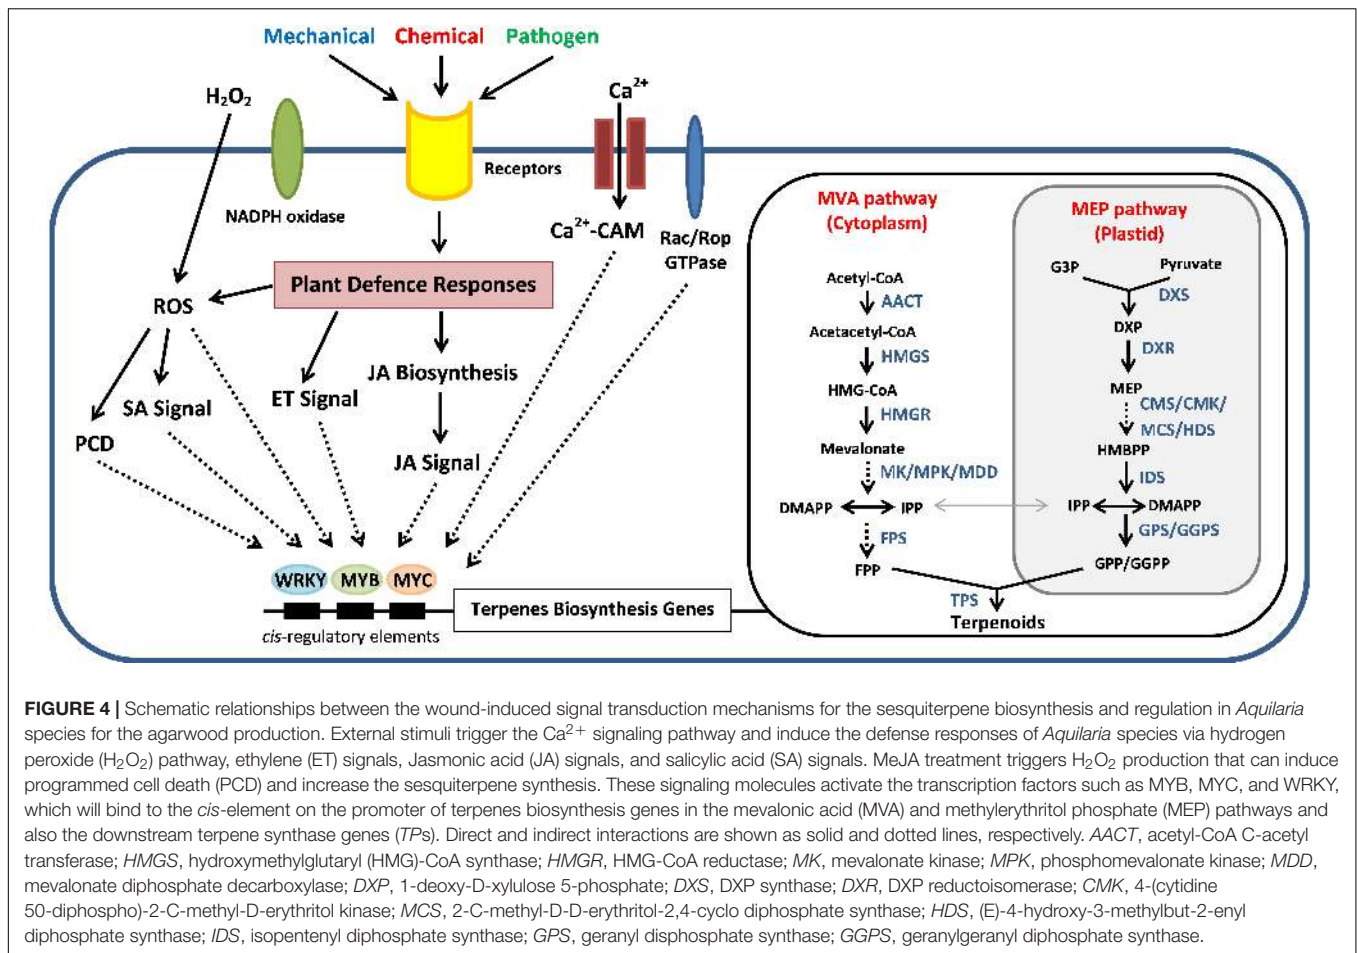 Mechanical Chemical Pathogen
H₂O₂
Ca²⁺
Receptors
NADPH oxidase
Ca²⁺-CAM
Rac/Rop
GTPase
Plant Defence Responses
ROS
JA Biosynthesis
ET Signal
SA Signal
PCD
JA Signal
WRKY MYB MYC
cis-regulatory elements
Terpenes Biosynthesis Genes
MVA pathway
(Cytoplasm)
Acetyl-CoA
AACT
Acetacetyl-CoA
HMGS
HMG-CoA
HMGR
Mevalonate
MK/MPK/MDD
DMAPP IPP
FPS
FPP
MEP pathway
(Plastid)
G3P Pyruvate
DXS
DXP
DXR
MEP
CMS/CMK/
MCS/HDS
HMBPP
IDS
IPP DMAPP
GPS/GGPS
GPP/GGPP
TPS
Terpenoids
FIGURE 4 | Schematic relationships between the wound-induced signal transduction mechanisms for the sesquiterpene biosynthesis and regulation in Aquilaria
species for the agarwood production. External stimuli trigger the Ca²⁺ signaling pathway and induce the defense responses of Aquilaria species via hydrogen
peroxide (H₂O₂) pathway, ethylene (ET) signals, Jasmonic acid (JA) signals, and salicylic acid (SA) signals. MeJA treatment triggers H₂O₂ production that can induce
programmed cell death (PCD) and increase the sesquiterpene synthesis. These signaling molecules activate the transcription factors such as MYB, MYC, and WRKY,
which will bind to the cis-element on the promoter of terpenes biosynthesis genes in the mevalonic acid (MVA) and methylerythritol phosphate (MEP) pathways and
also the downstream terpene synthase genes (TPs). Direct and indirect interactions are shown as solid and dotted lines, respectively. AACT, acetyl-CoA C-acetyl
transferase; HMGS, hydroxymethylglutaryl (HMG)-CoA synthase; HMGR, HMG-CoA reductase; MK, mevalonate kinase; MPK, phosphomevalonate kinase; MDD,
mevalonate diphosphate decarboxylase; DXP, 1-deoxy-D-xylulose 5-phosphate; DXS, DXP synthase; DXR, DXP reductoisomerase; CMK, 4-(cytidine
50-diphospho)-2-C-methyl-D-erythritol kinase; MCS, 2-C-methyl-D-D-erythritol-2,4-cyclo diphosphate synthase; HDS, (E)-4-hydroxy-3-methylbut-2-enyl
diphosphate synthase; IDS, isopentenyl diphosphate synthase; GPS, geranyl disphosphate synthase; GGPS, geranylgeranyl diphosphate synthase.